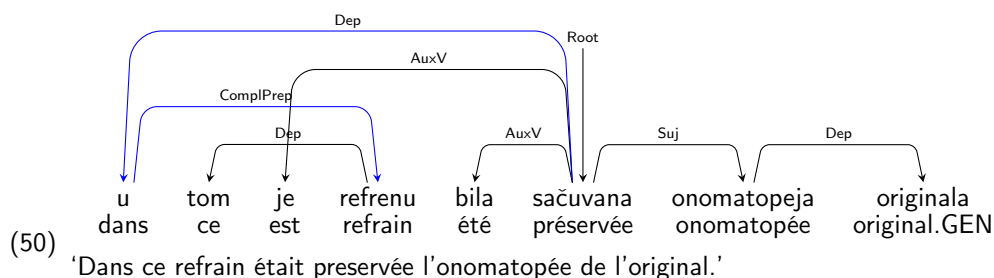 Dep
Root
AuxV
ComplPrep
Dep AuxV Suj Dep
u tom je refrenu bila sačuvana onomatopeja originala
dans ce est refrain été préservée onomatopée original.GEN
(50)
‘Dans ce refrain était preservée l’onomatopée de l’original.’